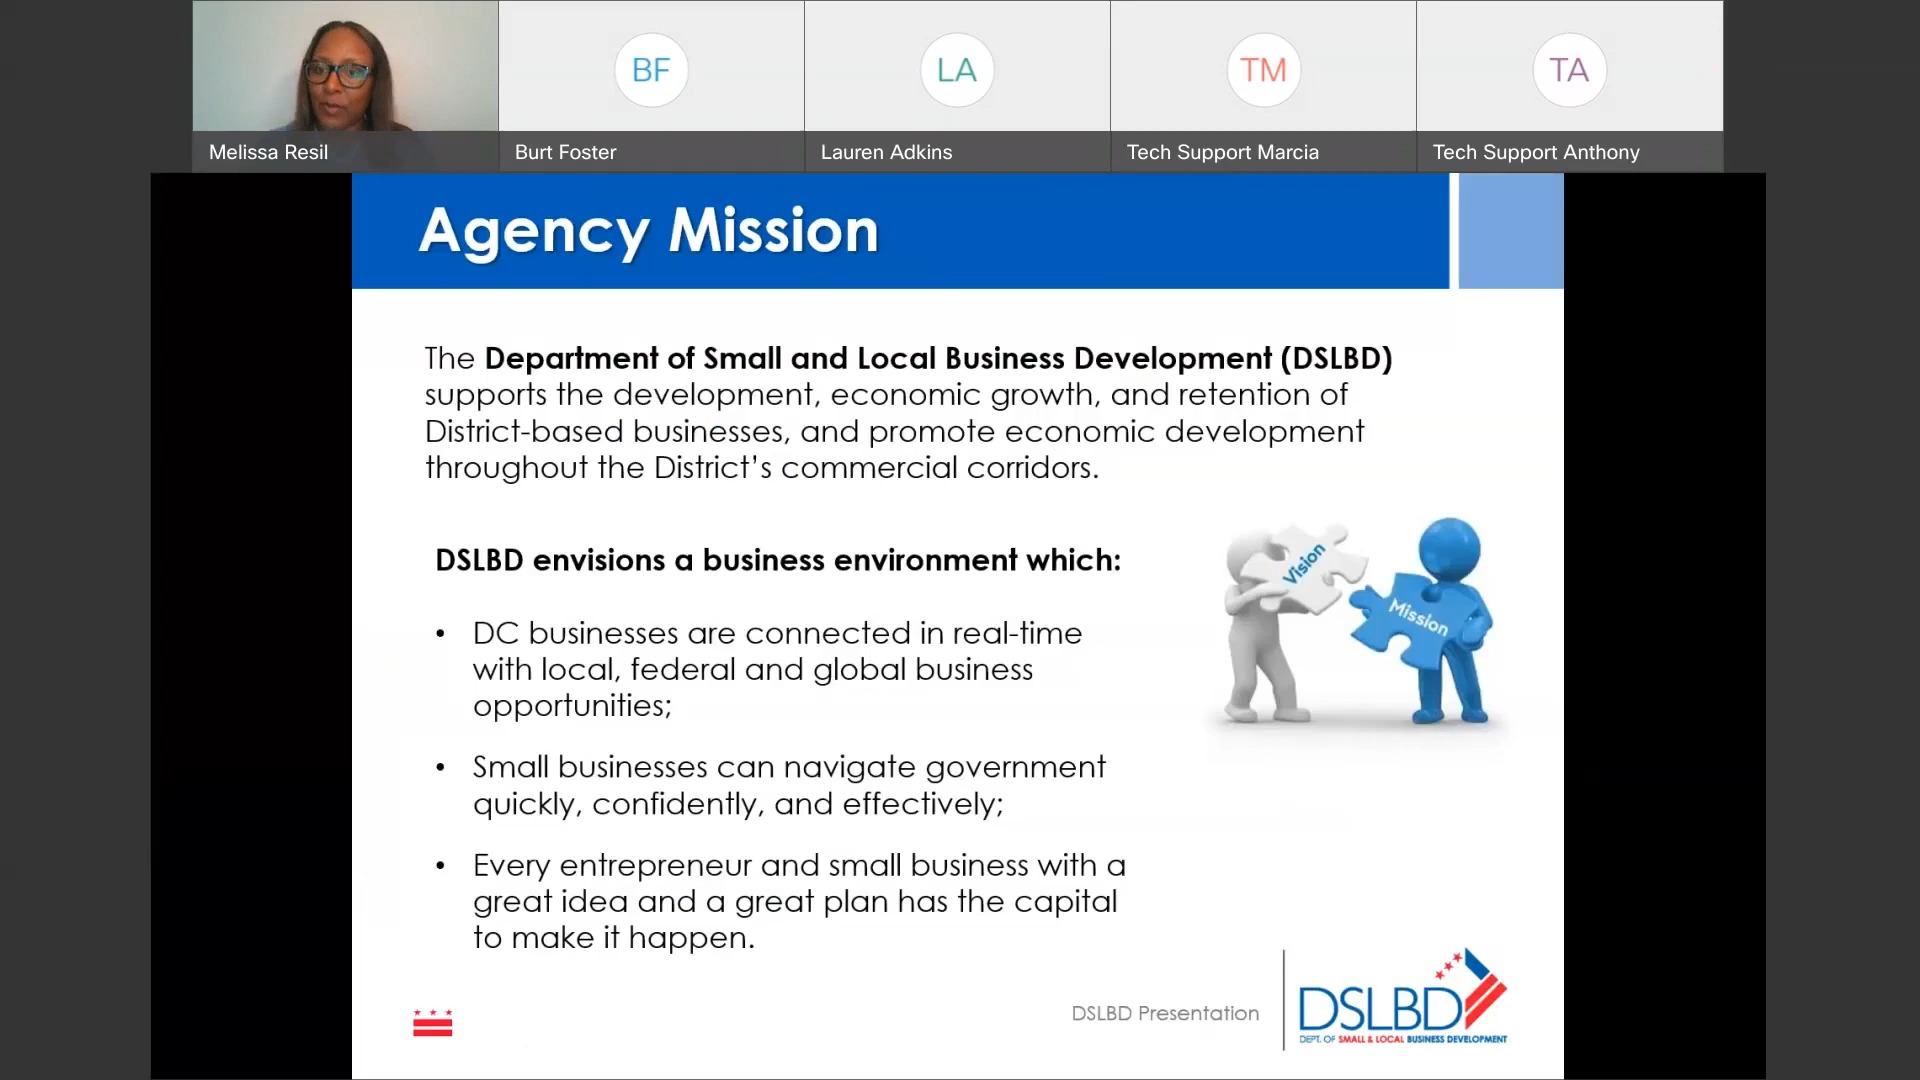 BF
LA
TM
TA
Melissa Resil
Burt Foster
Lauren Adkins
Tech Support Marcia
Tech Support Anthony
Agency Mission
The Department of Small and Local Business Development (DSLBD)
supports the development, economic growth, and retention of
District-based businesses, and promote economic development
throughout the District’s commercial corridors.
DSLBD envisions a business environment which:
• DC businesses are connected in real-time
with local, federal and global business
opportunities;
• Small businesses can navigate government
quickly, confidently, and effectively;
• Every entrepreneur and small business with a
great idea and a great plan has the capital
to make it happen.
Vision
Mission
DSLBD Presentation
DSLBD
DEPT. OF SMALL & LOCAL BUSINESS DEVELOPMENT